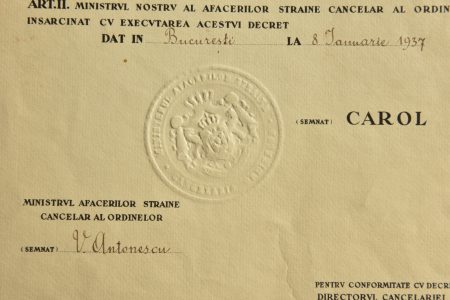 ART.II. MINISTRVL NOSTRV AL AFACERILOR STRAINE CANCELAR AL ORDIN
INSARCINAT CV EXECVTAREA ACESTVI DECRET
DAT IN Bucureşti LA 8 Ianuarie 1937
(SEMNAT) CAROL
MINISTRVL AFACERILOR STRAINE
CANCELAR AL ORDINELOR
(SEMNAT) V. Antonescu
PENTRV CONFORMITATE CV DECR
DIRECTORVL CANCELARIEI